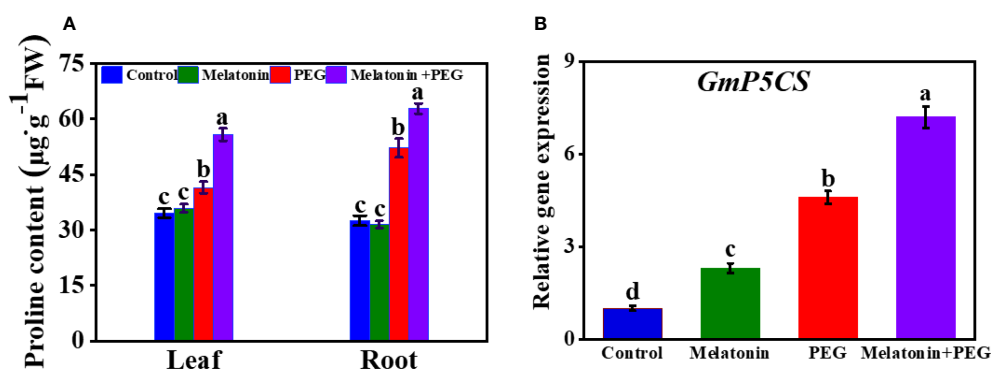 A
Proline content (µg·g⁻¹FW)
75
60
45
30
15
0
Control Melatonin PEG Melatonin +PEG
c c b a
c c b a
Leaf Root
B
Relative gene expression
9
6
3
0
GmP5CS
d
c
b
a
Control Melatonin PEG Melatonin+PEG